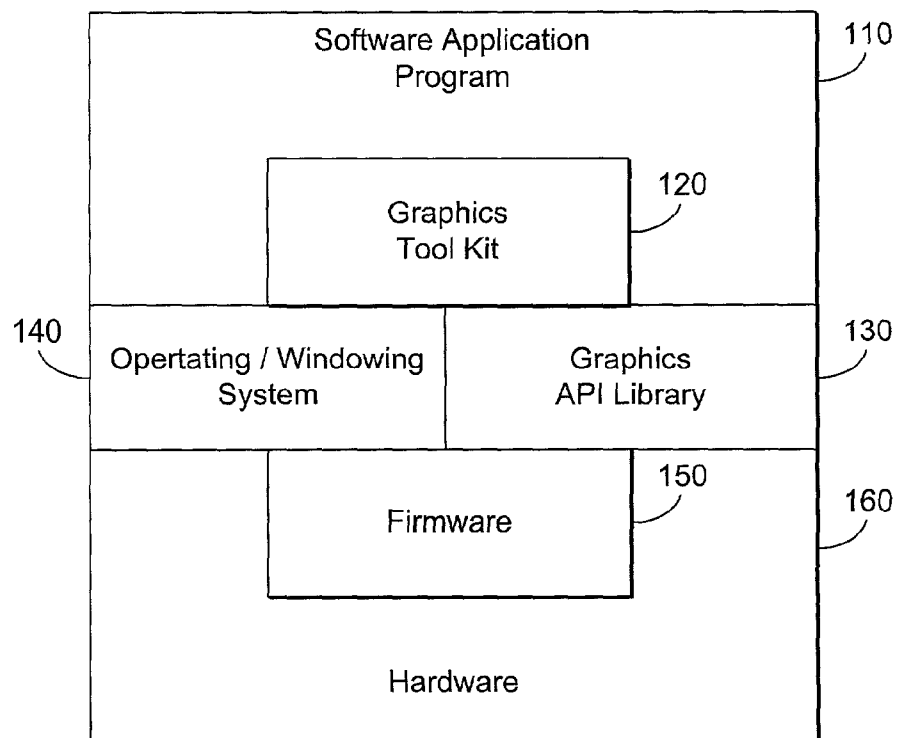 Software Application
Program
110
Graphics
Tool Kit
120
140
Opertating / Windowing
System
Graphics
API Library
130
Firmware
150
160
Hardware